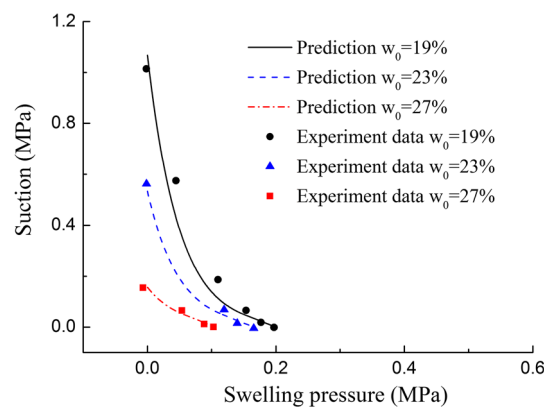 1.2
Prediction w₀=19%
Prediction w₀=23%
0.8
Prediction w₀=27%
Experiment data w₀=19%
Experiment data w₀=23%
Experiment data w₀=27%
0.4
0.0
Suction (MPa)
0.0 0.2 0.4 0.6
Swelling pressure (MPa)